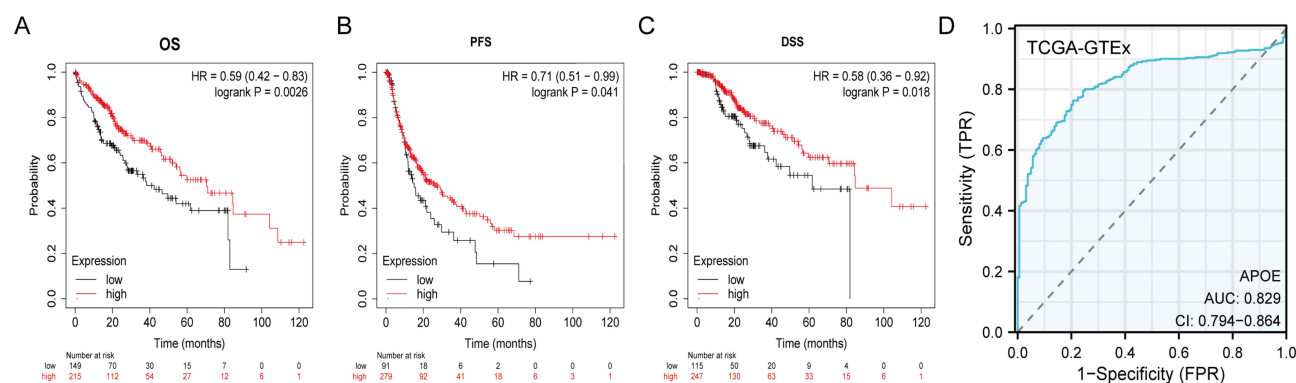 A
OS
HR = 0.59 (0.42 − 0.83)
logrank P = 0.0026
Probability
1.0
0.8
0.6
0.4
0.2
0.0
Expression
low
high
0 20 40 60 80 100 120
Time (months)
Number at risk
low 149 70 30 15 7 0 0
high 215 112 54 27 12 6 1
B
PFS
HR = 0.71 (0.51 − 0.99)
logrank P = 0.041
Probability
1.0
0.8
0.6
0.4
0.2
0.0
Expression
low
high
0 20 40 60 80 100 120
Time (months)
Number at risk
low 91 18 6 2 0 0 0
high 279 92 41 18 6 3 1
C
DSS
HR = 0.58 (0.36 − 0.92)
logrank P = 0.018
Probability
1.0
0.8
0.6
0.4
0.2
0.0
Expression
low
high
0 20 40 60 80 100 120
Time (months)
Number at risk
low 115 50 20 9 4 0 0
high 247 130 63 33 15 6 1
D
TCGA-GTEx
Sensitivity (TPR)
1.0
0.8
0.6
0.4
0.2
0.0
APOE
AUC: 0.829
CI: 0.794−0.864
0.0 0.2 0.4 0.6 0.8 1.0
1−Specificity (FPR)